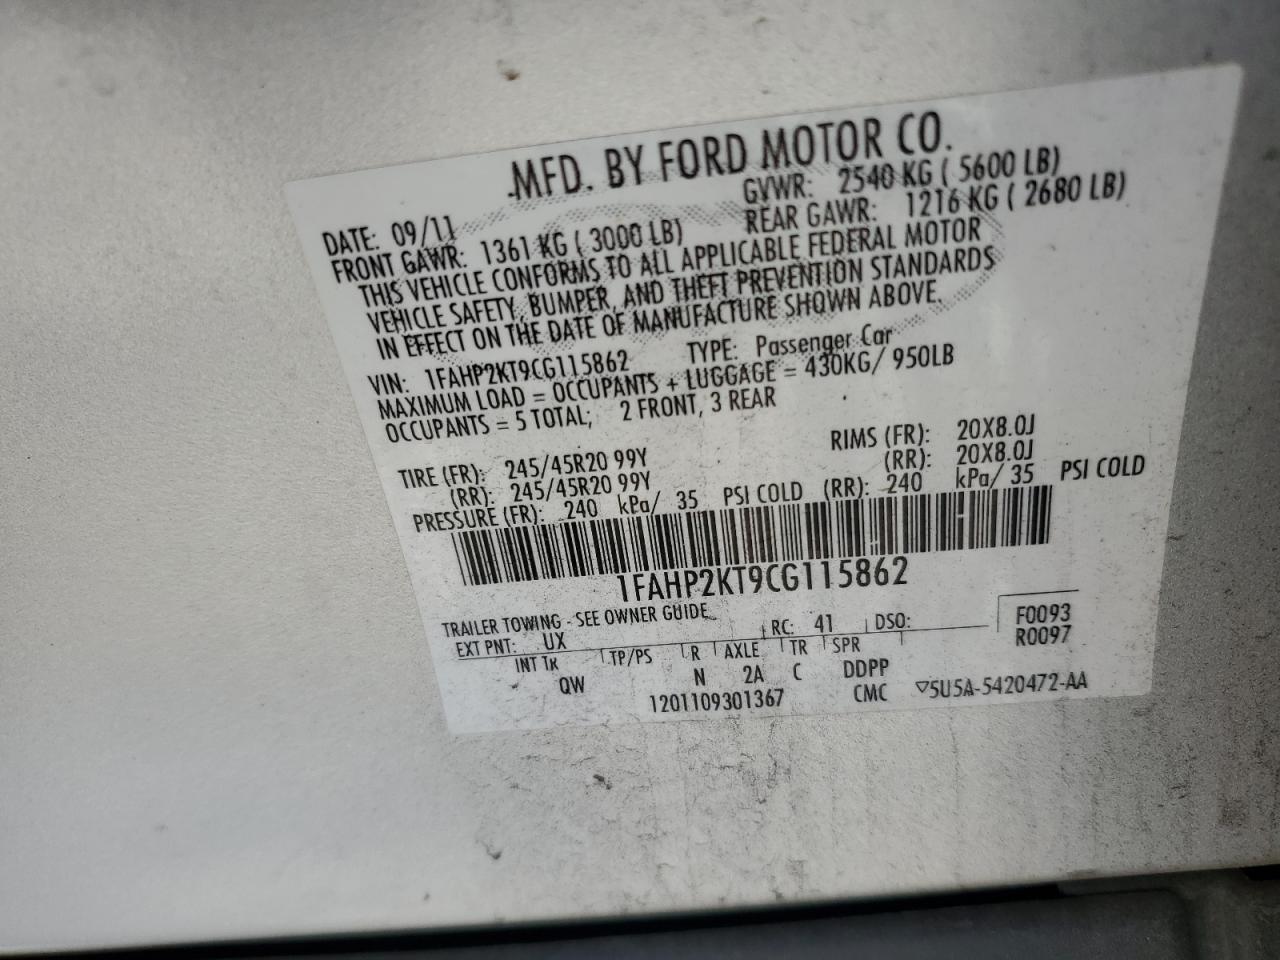 MFD. BY FORD MOTOR CO.
DATE: 09/11 GVWR: 2540 KG ( 5600 LB)
FRONT GAWR: 1361 KG ( 3000 LB) REAR GAWR: 1216 KG ( 2680 LB)
THIS VEHICLE CONFORMS TO ALL APPLICABLE FEDERAL MOTOR
VEHICLE SAFETY, BUMPER, AND THEFT PREVENTION STANDARDS
IN EFFECT ON THE DATE OF MANUFACTURE SHOWN ABOVE.
VIN: 1FAHP2KT9CG115862 TYPE: Passenger Car
MAXIMUM LOAD = OCCUPANTS + LUGGAGE = 430KG/ 950LB
OCCUPANTS = 5 TOTAL; 2 FRONT, 3 REAR
TIRE (FR): 245/45R20 99Y RIMS (FR): 20X8.0J
(RR): 245/45R20 99Y (RR): 20X8.0J
PRESSURE (FR): 240 kPa/ 35 PSI COLD (RR): 240 kPa/ 35 PSI COLD
1FAHP2KT9CG115862
TRAILER TOWING - SEE OWNER GUIDE
EXT PNT: UX RC: 41 DSO: F0093
R0097
INT TR TP/PS R AXLE TR SPR
QW N 2A C DDPP
1201109301367 CMC ▽5U5A-5420472-AA